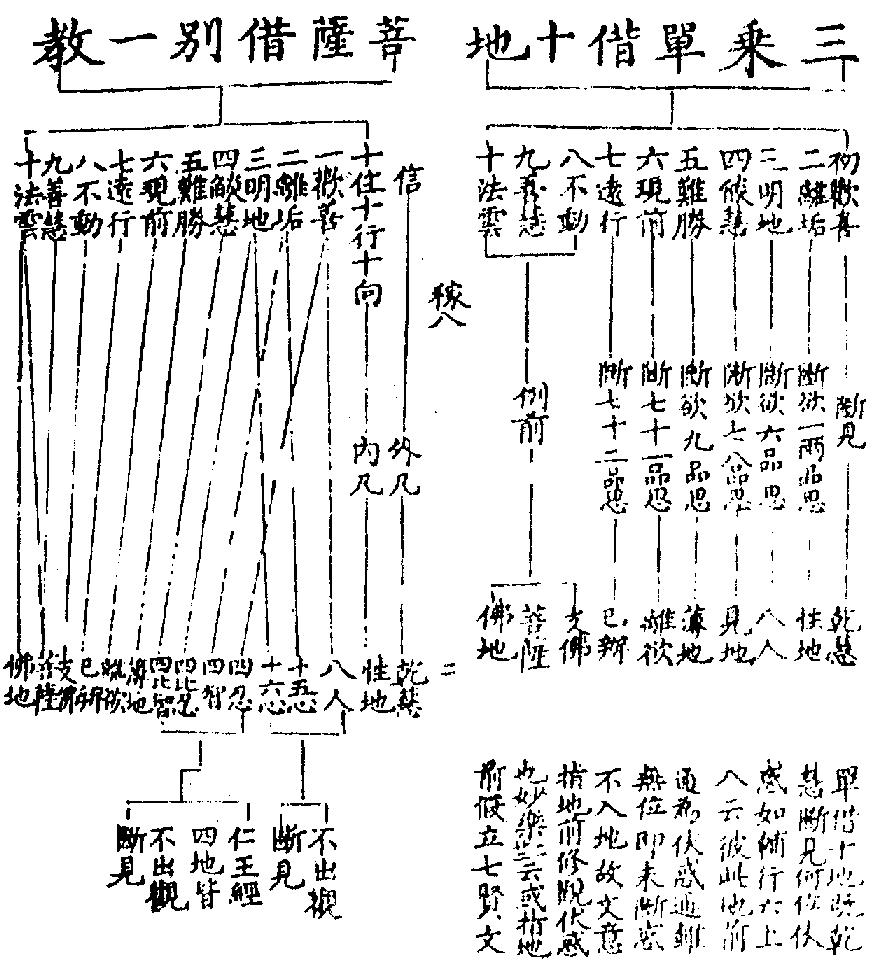 三乘單借十地
初歡喜
二離垢
三明地
四燄慧
五難勝
六現前
七遠行
八不動
九善慧
十法雲
斷見
斷欲一兩品思
斷欲六品思
斷欲七八品思
斷欲九品思
斷七十一品思
斷七十二品思
例前
乾慧
性地
八人
見地
薄地
離欲
已辦
支佛
菩薩
佛地
單借十地既乾
慧斷見何位伏
惑如輔行六上
八云彼此地前
通為伏惑通雖
無位即未斷惑
不入地故文意
指地前修觀伏惑
也妙樂云或指地
前假立七賢文
菩薩借別一教
信
十住十行十向
一歡喜
二離垢
三明地
四燄慧
五難勝
六現前
七遠行
八不動
九善慧
十法雲
外凡
內凡
乾慧
性地
八人
十五忍
十六忍
四忍
四智
四比忍
四比智
薄地
離欲
已辦
支佛
菩薩
佛地
不出觀
斷見
仁王經
四地皆
不出觀
斷見
二